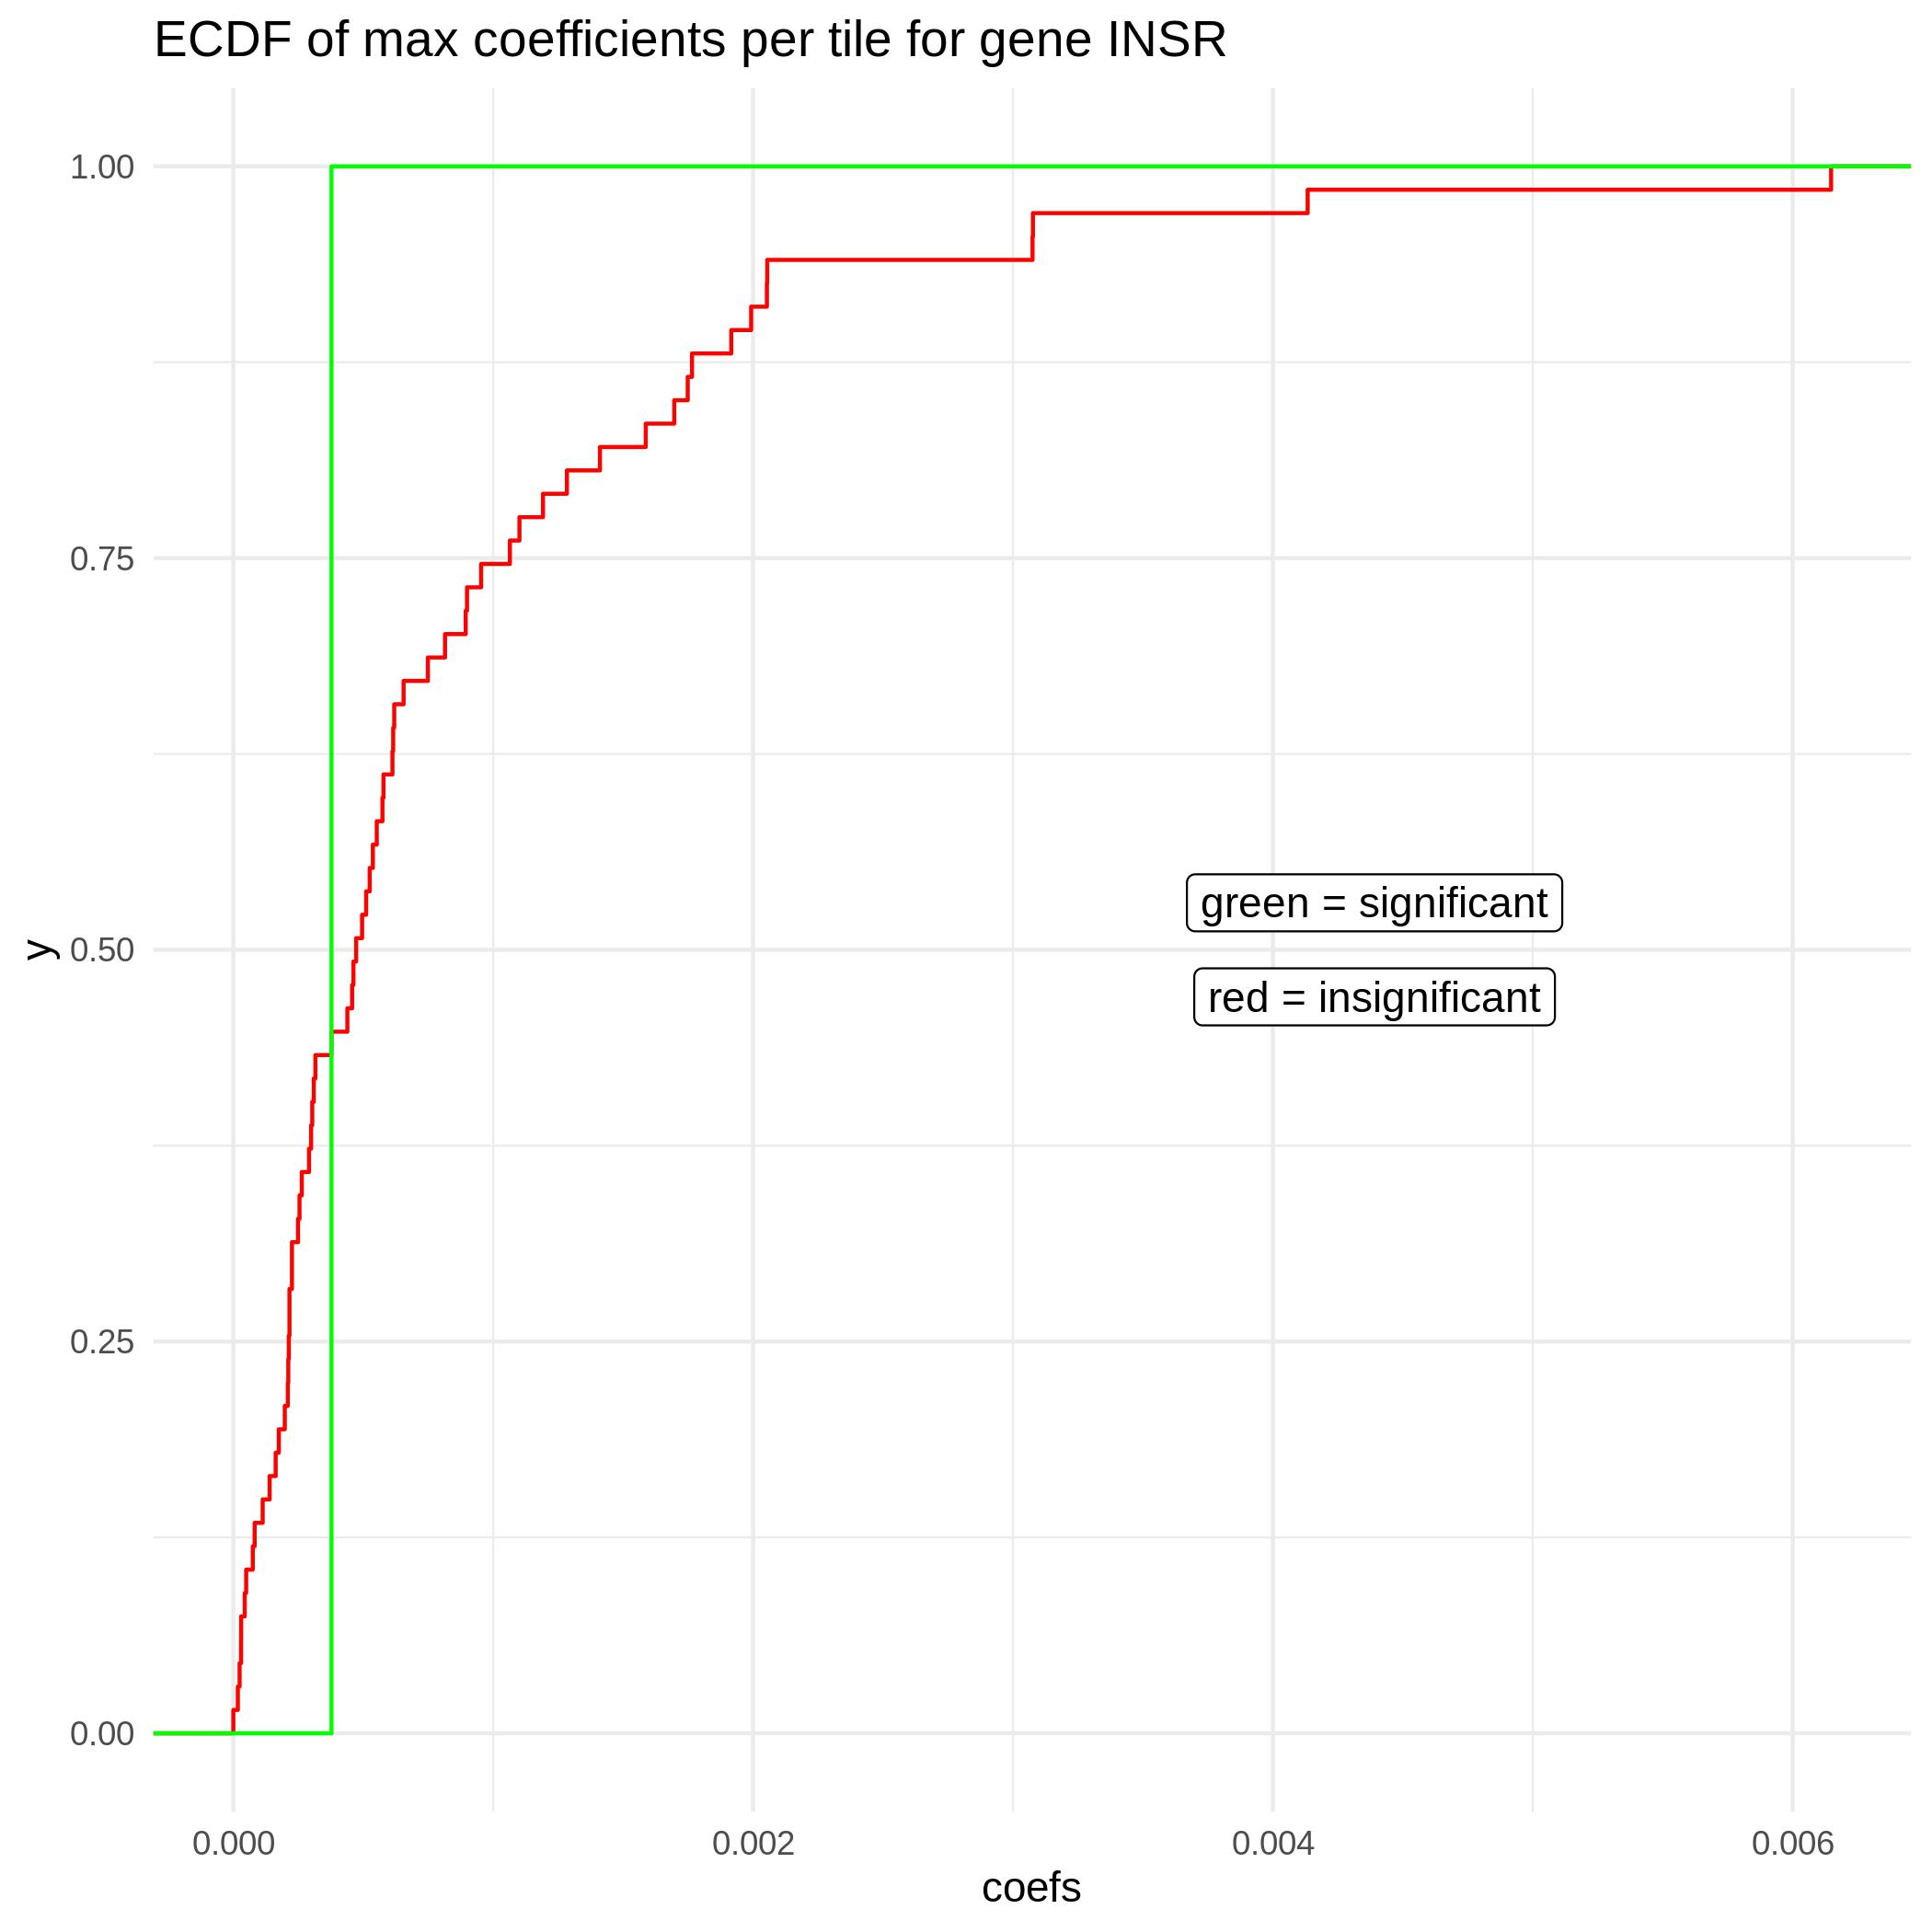 ECDF of max coefficients per tile for gene INSR
1.00
0.75
0.50
0.25
0.00
y
green = significant
red = insignificant
0.000 0.002 0.004 0.006
coefs